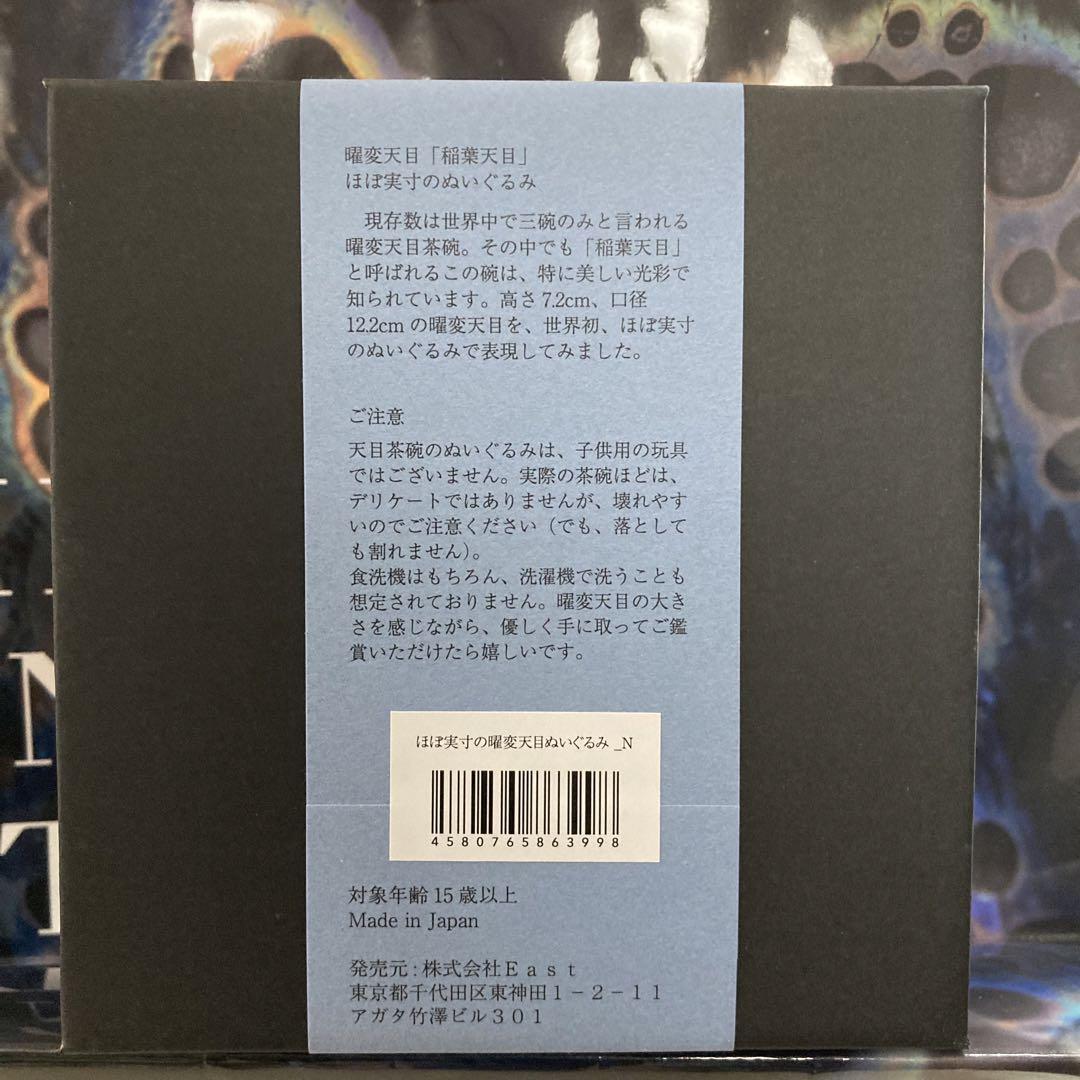 曜変天目「稲葉天目」
ほぼ実寸のぬいぐるみ
現存数は世界中で三碗のみと言われる
曜変天目茶碗。その中でも「稲葉天目」
と呼ばれるこの碗は、特に美しい光彩で
知られています。高さ7.2cm、口径
12.2cmの曜変天目を、世界初、ほぼ実寸
のぬいぐるみで表現してみました。
ご注意
天目茶碗のぬいぐるみは、子供用の玩具
ではございません。実際の茶碗ほどは、
デリケートではありませんが、壊れやす
いのでご注意ください（でも、落として
も割れません）。
食洗機はもちろん、洗濯機で洗うことも
想定されておりません。曜変天目の大き
さを感じながら、優しく手に取ってご鑑
賞いただけたら嬉しいです。
ほぼ実寸の曜変天目ぬいぐるみ _N
4580765863998
対象年齢15歳以上
Made in Japan
発売元：株式会社Ｅａｓｔ
東京都千代田区東神田１－２－１１
アガタ竹澤ビル３０１
N
T